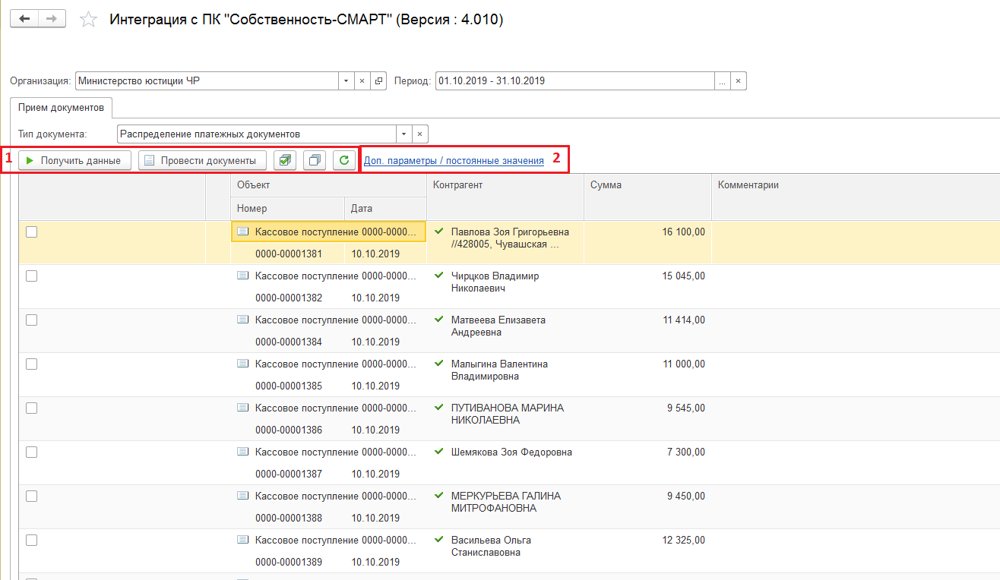 Интеграция с ПК "Собственность-СМАРТ" (Версия : 4.010)
Организация: Министерство юстиции ЧР Период: 01.10.2019 - 31.10.2019 ...
Прием документов
Тип документа: Распределение платежных документов
1 Получить данные Провести документы Доп. параметры / постоянные значения 2
Объект Контрагент Сумма Комментарии
Номер Дата
Кассовое поступление 0000-0000... Павлова Зоя Григорьевна 16 100,00
//428005, Чувашская ...
0000-00001381 10.10.2019
Кассовое поступление 0000-0000... Чирцков Владимир 15 045,00
Николаевич
0000-00001382 10.10.2019
Кассовое поступление 0000-0000... Матвеева Елизавета 11 414,00
Андреевна
0000-00001384 10.10.2019
Кассовое поступление 0000-0000... Малыгина Валентина 11 000,00
Владимировна
0000-00001385 10.10.2019
Кассовое поступление 0000-0000... ПУТИВАНОВА МАРИНА 9 545,00
НИКОЛАЕВНА
0000-00001386 10.10.2019
Кассовое поступление 0000-0000... Шемякова Зоя Федоровна 7 300,00
0000-00001387 10.10.2019
Кассовое поступление 0000-0000... МЕРКУРЬЕВА ГАЛИНА 9 450,00
МИТРОФАНОВНА
0000-00001388 10.10.2019
Кассовое поступление 0000-0000... Васильева Ольга 12 325,00
Станиславовна
0000-00001389 10.10.2019